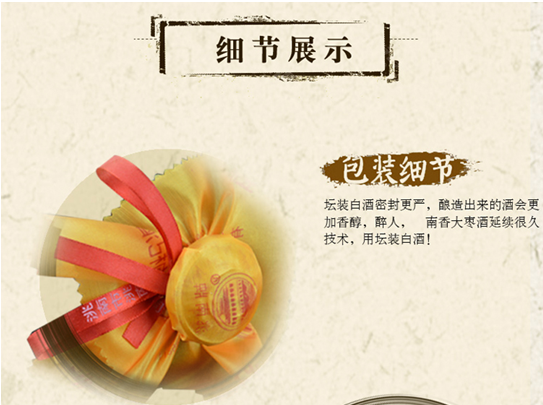 细节展示
包装细节
坛装白酒密封更严，酿造出来的酒会更
加香醇，醉人， 南香大枣酒延续很久
技术，用坛装白酒！